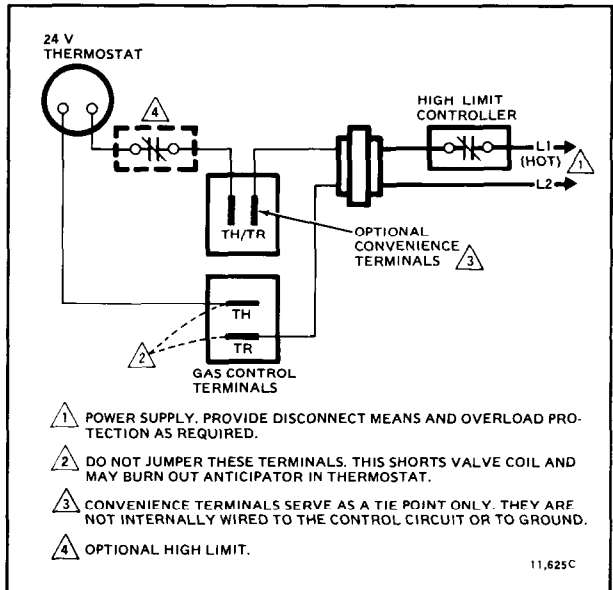 24 V
THERMOSTAT
4
HIGH LIMIT
CONTROLLER
L1
(HOT)
1
L2
TH/TR
OPTIONAL
CONVENIENCE
TERMINALS 3
TH
2
TR
GAS CONTROL
TERMINALS
1 POWER SUPPLY. PROVIDE DISCONNECT MEANS AND OVERLOAD PRO-
TECTION AS REQUIRED.
2 DO NOT JUMPER THESE TERMINALS. THIS SHORTS VALVE COIL AND
MAY BURN OUT ANTICIPATOR IN THERMOSTAT.
3 CONVENIENCE TERMINALS SERVE AS A TIE POINT ONLY. THEY ARE
NOT INTERNALLY WIRED TO THE CONTROL CIRCUIT OR TO GROUND.
4 OPTIONAL HIGH LIMIT.
11,625C